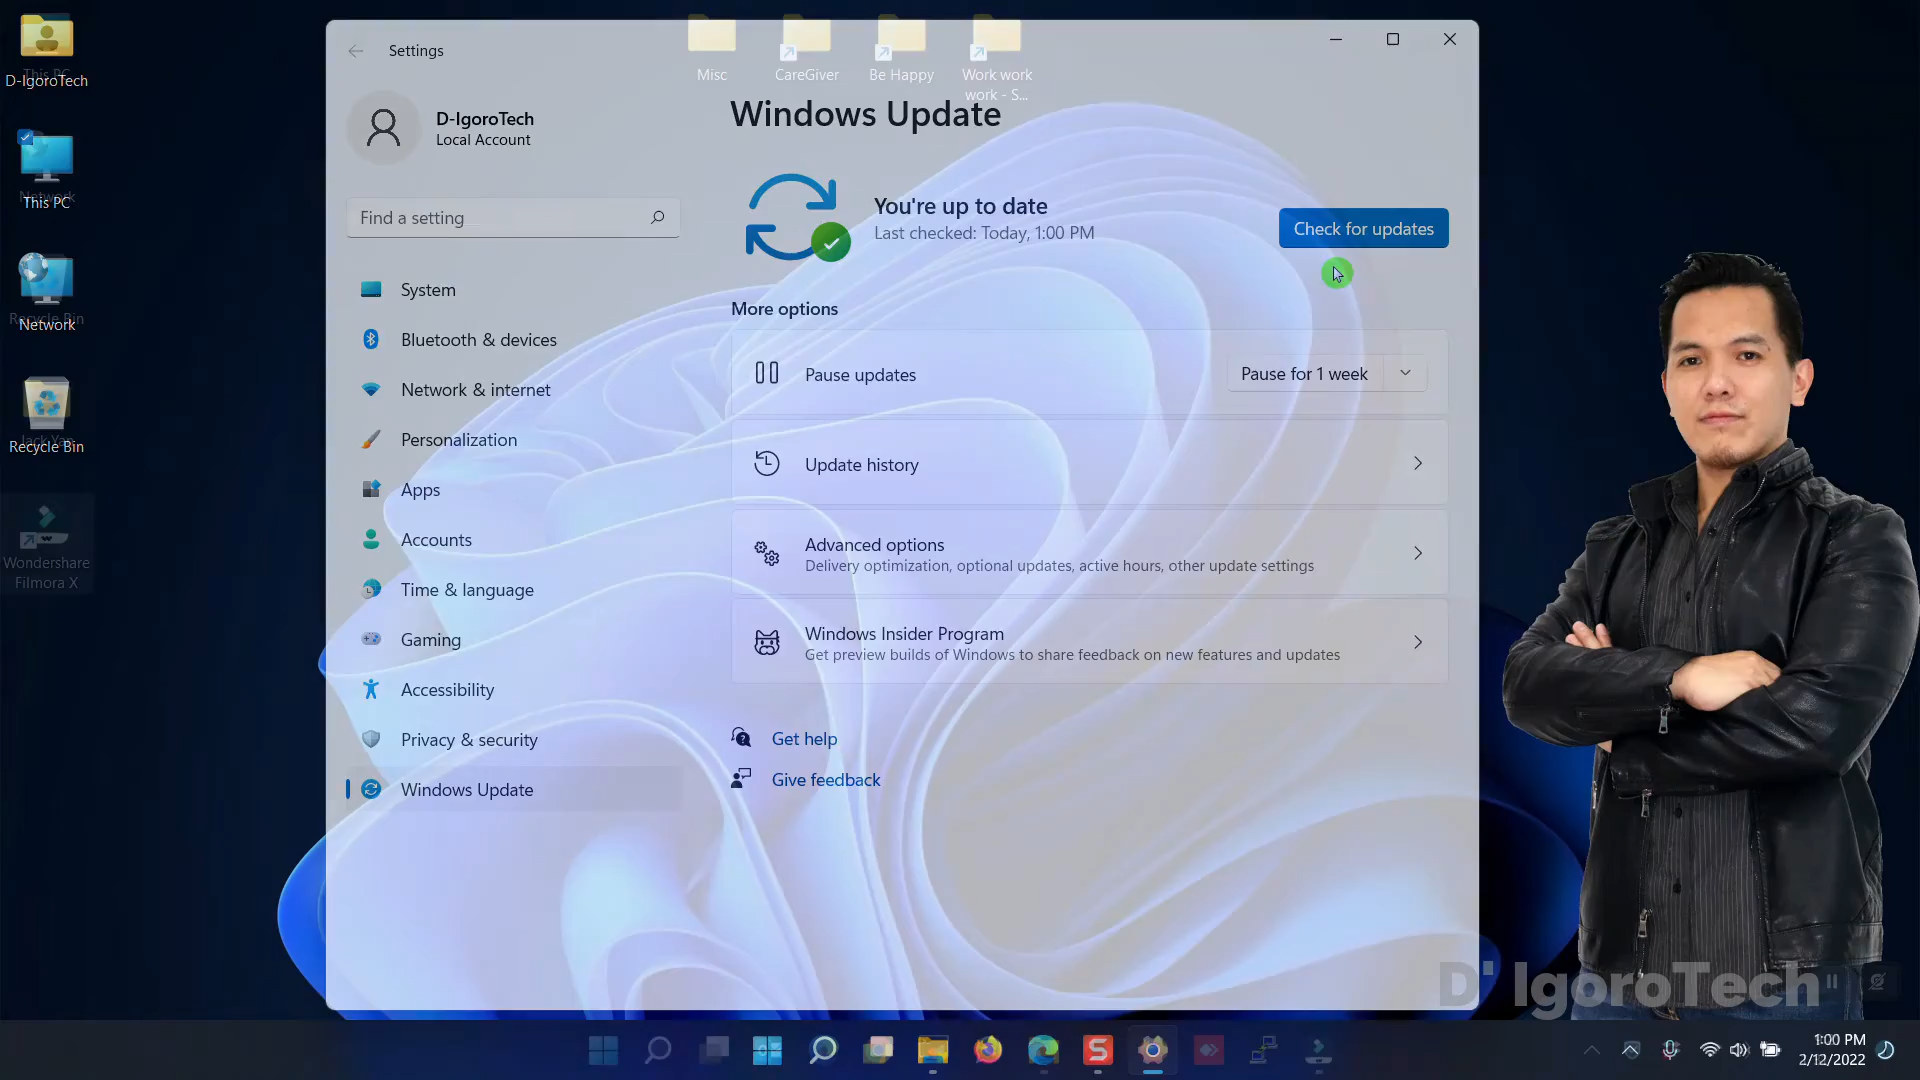 D-IgoroTech
This PC
Network
Recycle Bin
Wondershare
Filmora X
Settings
Misc
CareGiver
Be Happy
Work work
work - S...
D-IgoroTech
Local Account
Find a setting
System
Bluetooth & devices
Network & internet
Personalization
Apps
Accounts
Time & language
Gaming
Accessibility
Privacy & security
Windows Update
Windows Update
You're up to date
Last checked: Today, 1:00 PM
Check for updates
More options
Pause updates
Pause for 1 week
Update history
Advanced options
Delivery optimization, optional updates, active hours, other update settings
Windows Insider Program
Get preview builds of Windows to share feedback on new features and updates
Get help
Give feedback
D' IgoroTech
1:00 PM
2/12/2022